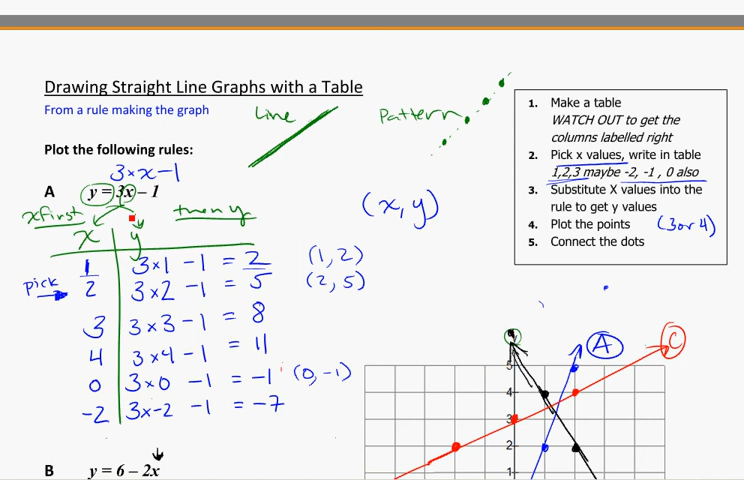 Drawing Straight Line Graphs with a Table
From a rule making the graph
Line
Pattern
Plot the following rules:
3×x-1
A y = 3x - 1
x first
then y
(x, y)
x y
pick
1 3×1 -1 = 2 (1, 2)
2 3×2 -1 = 5 (2, 5)
3 3×3 -1 = 8
4 3×4 -1 = 11
0 3×0 -1 = -1 (0, -1)
-2 3×-2 -1 = -7
B y = 6 – 2x
1. Make a table
WATCH OUT to get the
columns labelled right
2. Pick x values, write in table
1,2,3 maybe -2, -1 , 0 also
3. Substitute X values into the
rule to get y values
4. Plot the points (3 or 4)
5. Connect the dots
A
C
5
4
3
2
1